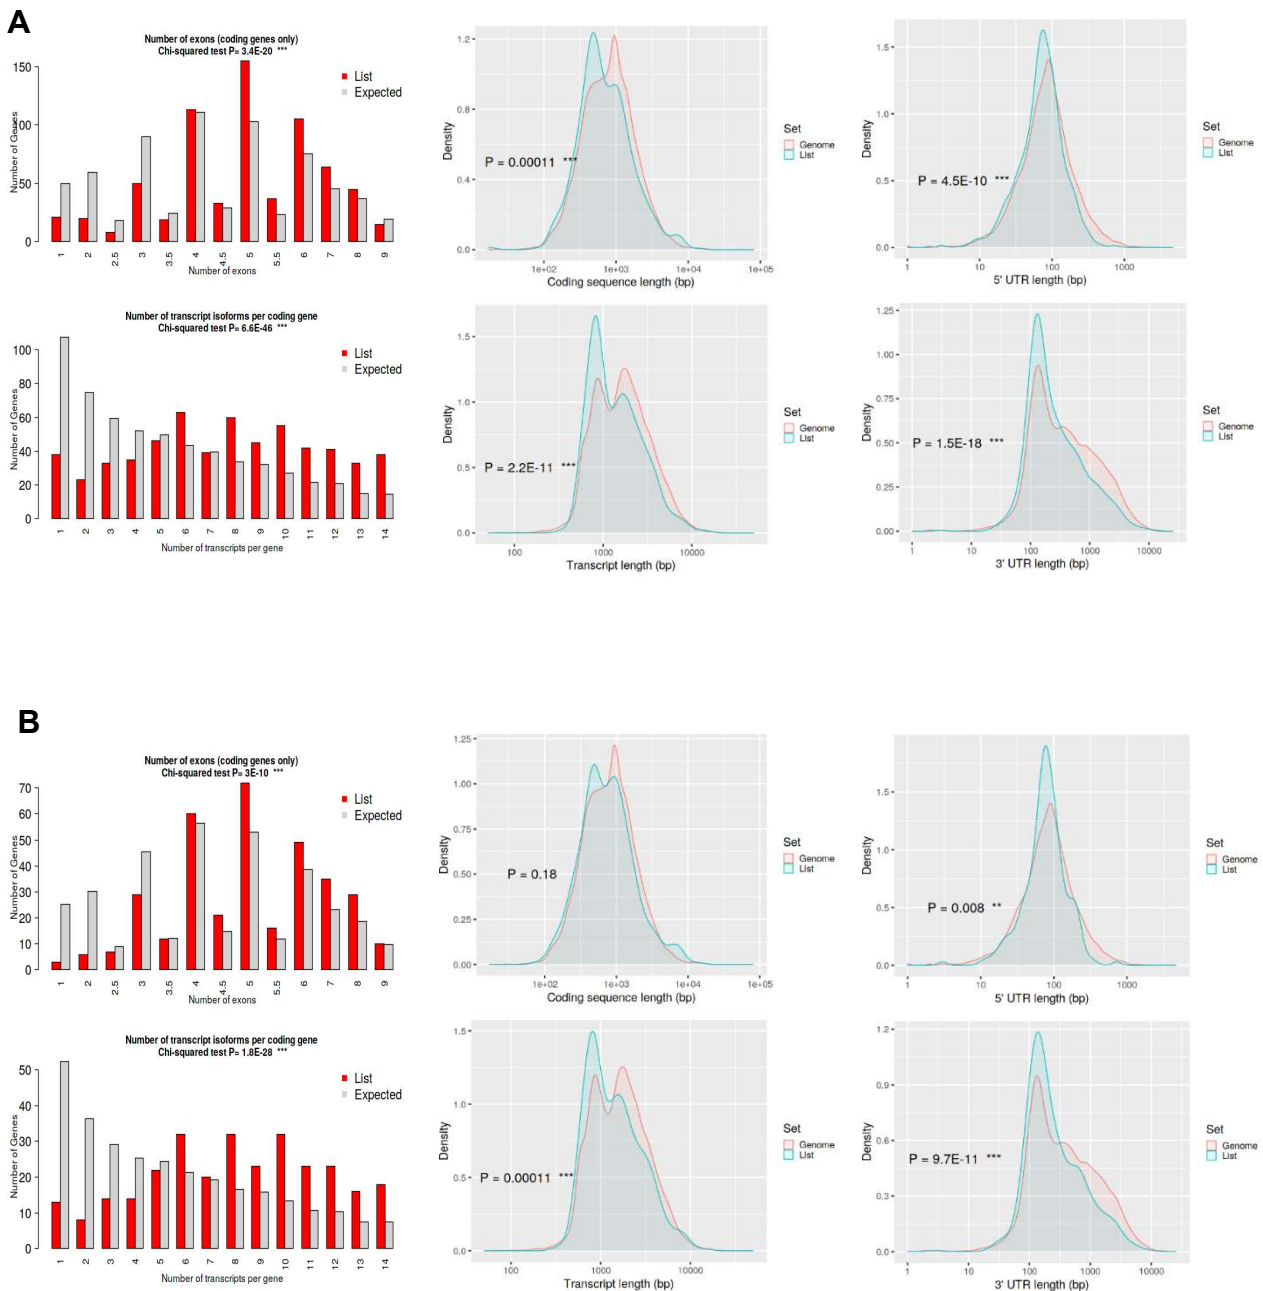 A
Number of exons (coding genes only)
Chi-squared test P= 3.4E-20 ***
List
Expected
Number of Genes
150
100
50
0
1 2 2.5 3 3.5 4 4.5 5 5.5 6 7 8 9
Number of exons
Density
1.2
0.8
0.4
0.0
P = 0.00011 ***
1e+02 1e+03 1e+04 1e+05
Coding sequence length (bp)
Set
Genome
List
Density
1.5
1.0
0.5
0.0
P = 4.5E-10 ***
1 10 100 1000
5' UTR length (bp)
Set
Genome
List
Number of transcript isoforms per coding gene
Chi-squared test P= 6.6E-46 ***
List
Expected
Number of Genes
100
80
60
40
20
0
1 2 3 4 5 6 7 8 9 10 11 12 13 14
Number of transcripts per gene
Density
1.5
1.0
0.5
0.0
P = 2.2E-11 ***
100 1000 10000
Transcript length (bp)
Set
Genome
List
Density
1.25
1.00
0.75
0.50
0.25
0.00
P = 1.5E-18 ***
1 10 100 1000 10000
3' UTR length (bp)
Set
Genome
List
B
Number of exons (coding genes only)
Chi-squared test P= 3E-10 ***
List
Expected
Number of Genes
70
60
50
40
30
20
10
0
1 2 2.5 3 3.5 4 4.5 5 5.5 6 7 8 9
Number of exons
Density
1.25
1.00
0.75
0.50
0.25
0.00
P = 0.18
1e+02 1e+03 1e+04 1e+05
Coding sequence length (bp)
Set
Genome
List
Density
1.5
1.0
0.5
0.0
P = 0.008 **
1 10 100 1000
5' UTR length (bp)
Set
Genome
List
Number of transcript isoforms per coding gene
Chi-squared test P= 1.8E-28 ***
List
Expected
Number of Genes
50
40
30
20
10
0
1 2 3 4 5 6 7 8 9 10 11 12 13 14
Number of transcripts per gene
Density
1.5
1.0
0.5
0.0
P = 0.00011 ***
100 1000 10000
Transcript length (bp)
Set
Genome
List
Density
1.2
0.9
0.6
0.3
0.0
P = 9.7E-11 ***
1 10 100 1000 10000
3' UTR length (bp)
Set
Genome
List